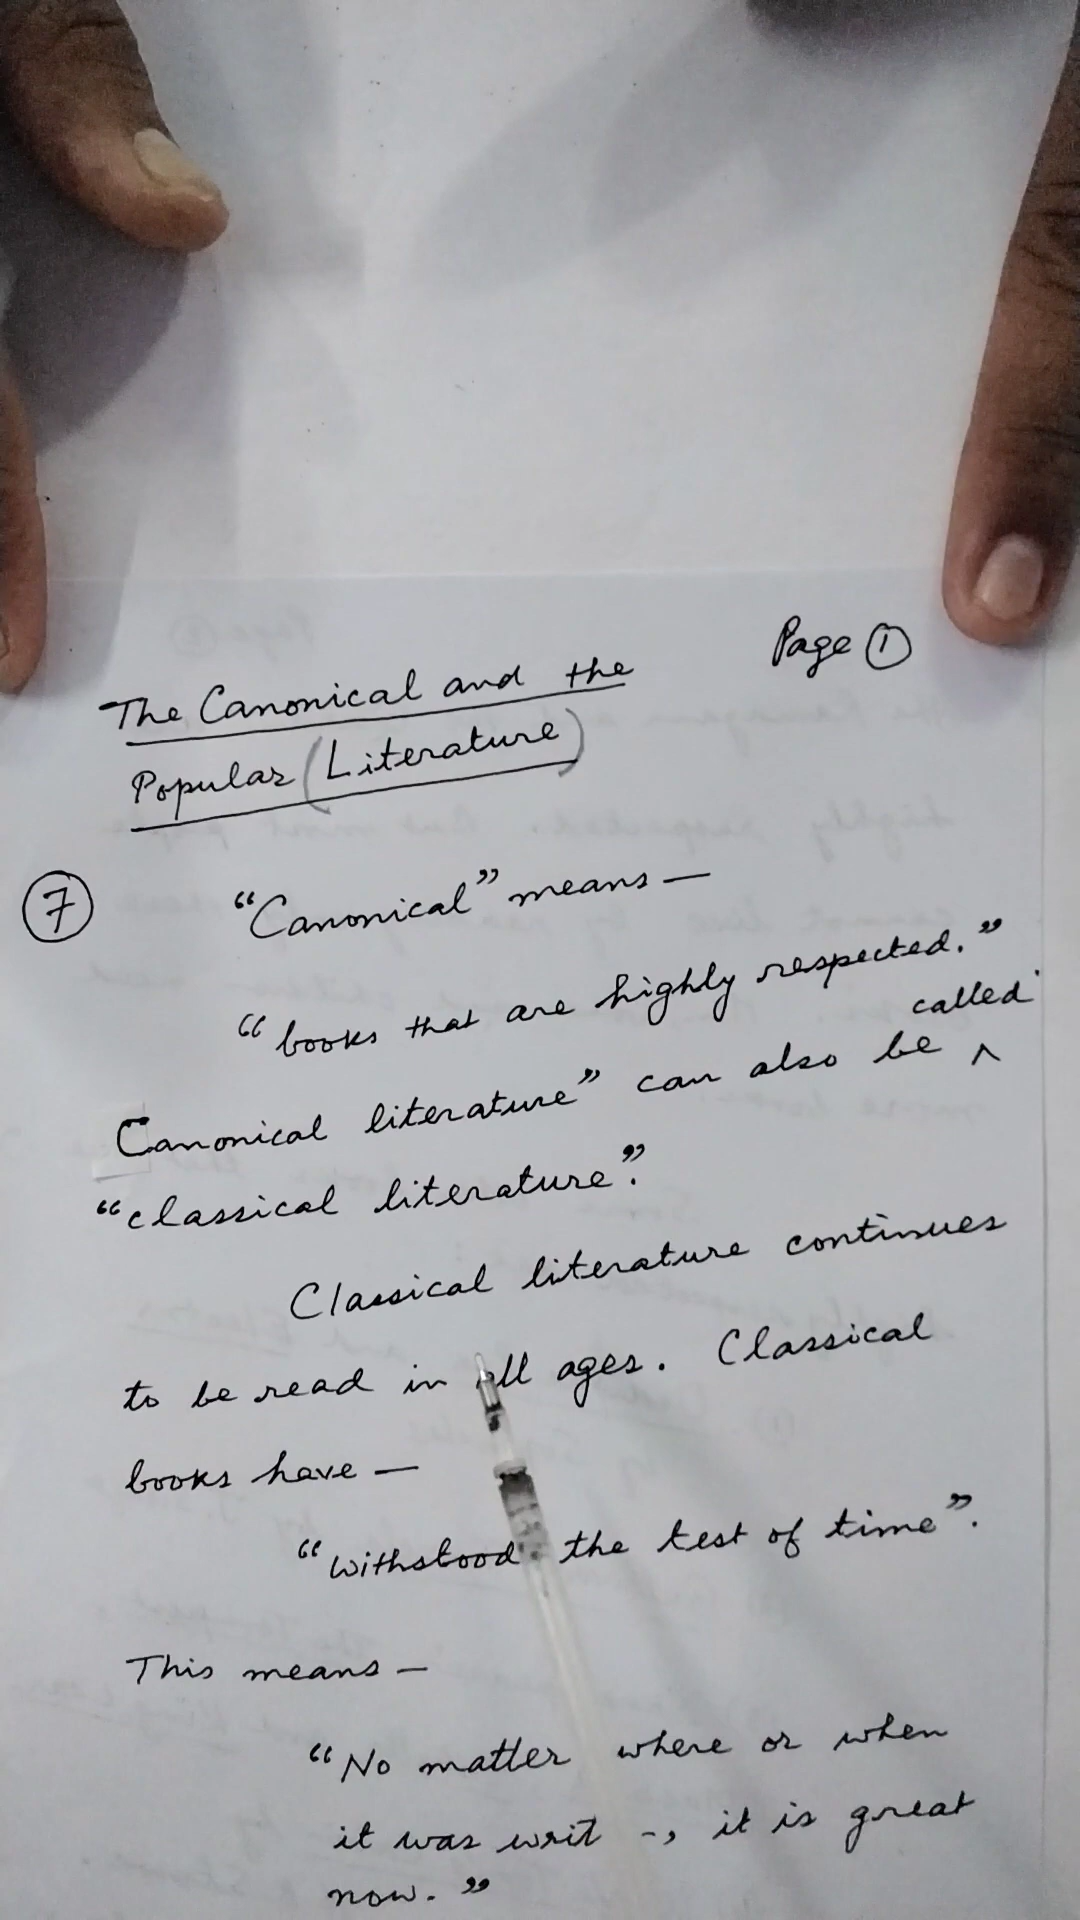 Page ①
The Canonical and the
Popular (Literature)
⑦ "Canonical" means —
"books that are highly respected."
called
Canonical literature" can also be ^
"classical literature".
Classical literature continues
to be read in all ages. Classical
books have —
"withstood the test of time".
This means —
"No matter where or when
it was writ -, it is great
now."